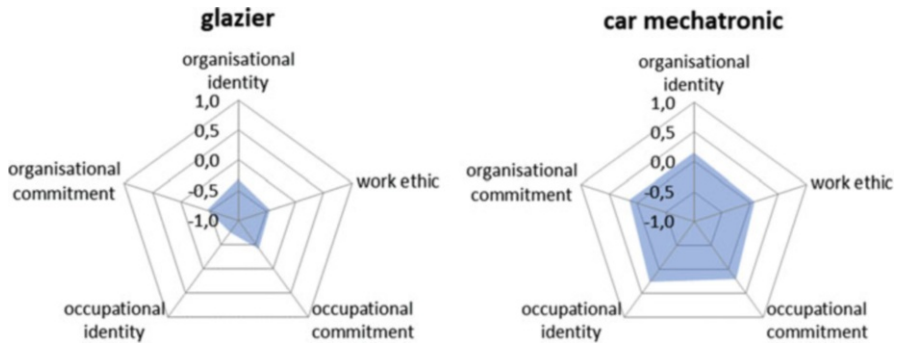 glazier
organisational
identity
1,0
0,5
0,0
-0,5
-1,0
organisational
commitment
work ethic
occupational
identity
occupational
commitment
car mechatronic
organisational
identity
1,0
0,5
0,0
-0,5
-1,0
organisational
commitment
work ethic
occupational
identity
occupational
commitment